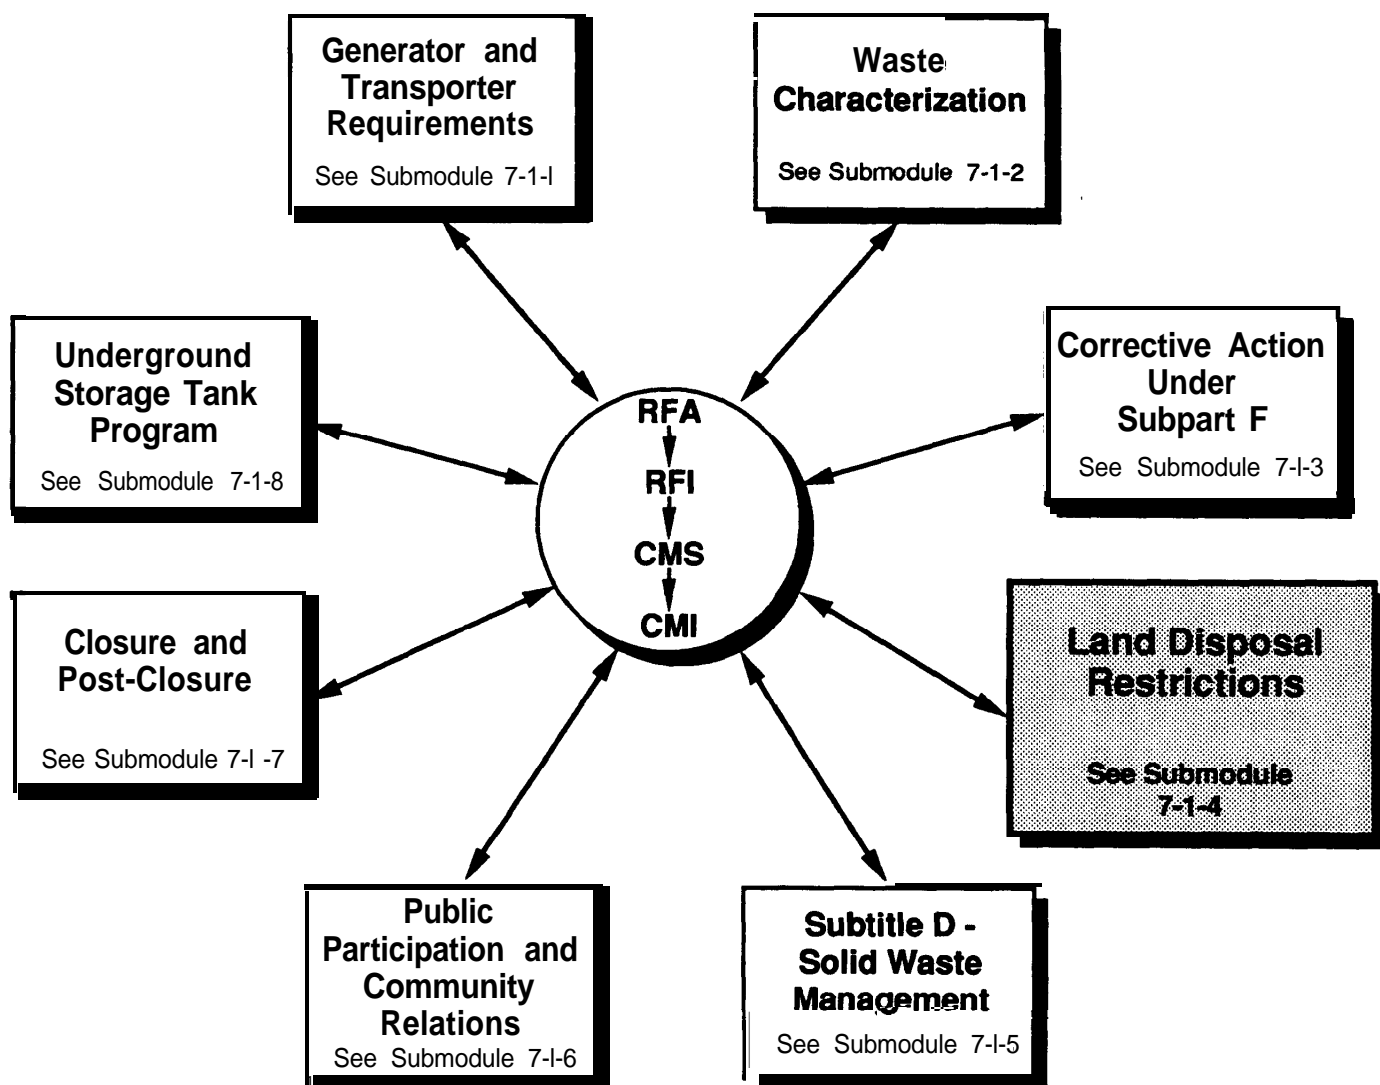 Generator and
Transporter
Requirements
See Submodule 7-1-l
Waste
Characterization
See Submodule 7-1-2
Underground
Storage Tank
Program
See Submodule 7-1-8
Corrective Action
Under
Subpart F
See Submodule 7-l-3
RFA
RFI
CMS
CMI
Closure and
Post-Closure
See Submodule 7-l -7
Land Disposal
Restrictions
See Submodule
7-1-4
Public
Participation and
Community
Relations
See Submodule 7-l-6
Subtitle D -
Solid Waste
Management
See Submodule 7-l-5